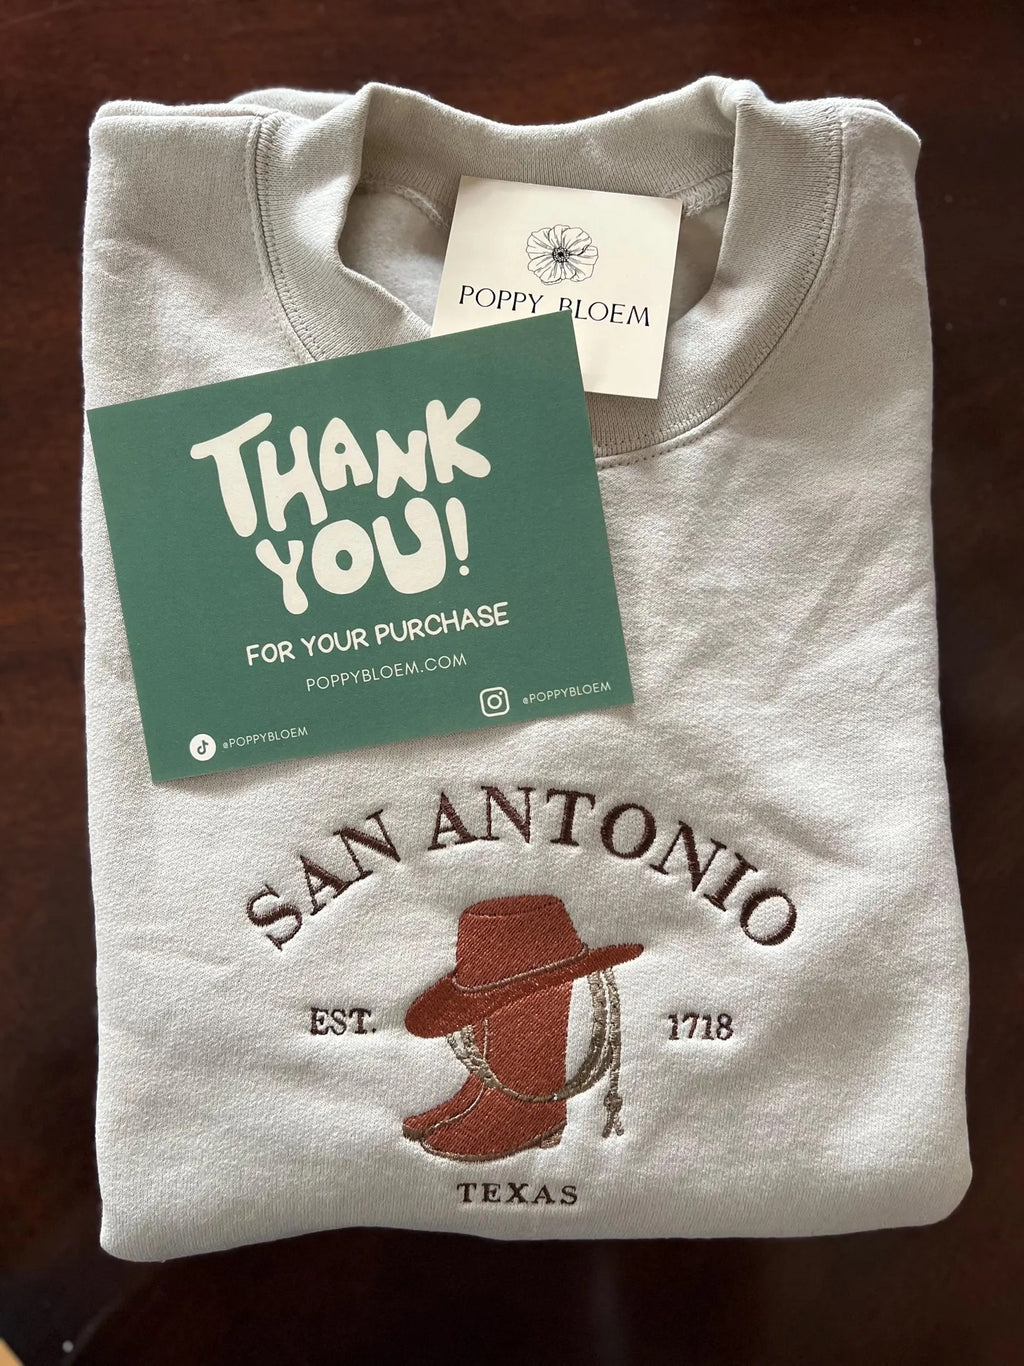 POPPY BLOEM
THANK
YOU!
FOR YOUR PURCHASE
POPPYBLOEM.COM
@POPPYBLOEM
@POPPYBLOEM
SAN ANTONIO
EST. 1718
TEXAS